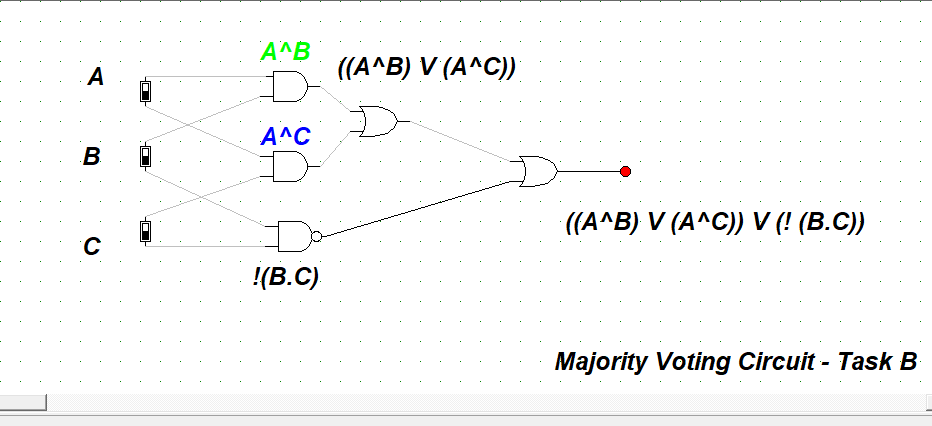 A^B
((A^B) V (A^C))
A
A^C
B
((A^B) V (A^C)) V (! (B.C))
C
!(B.C)
Majority Voting Circuit - Task B